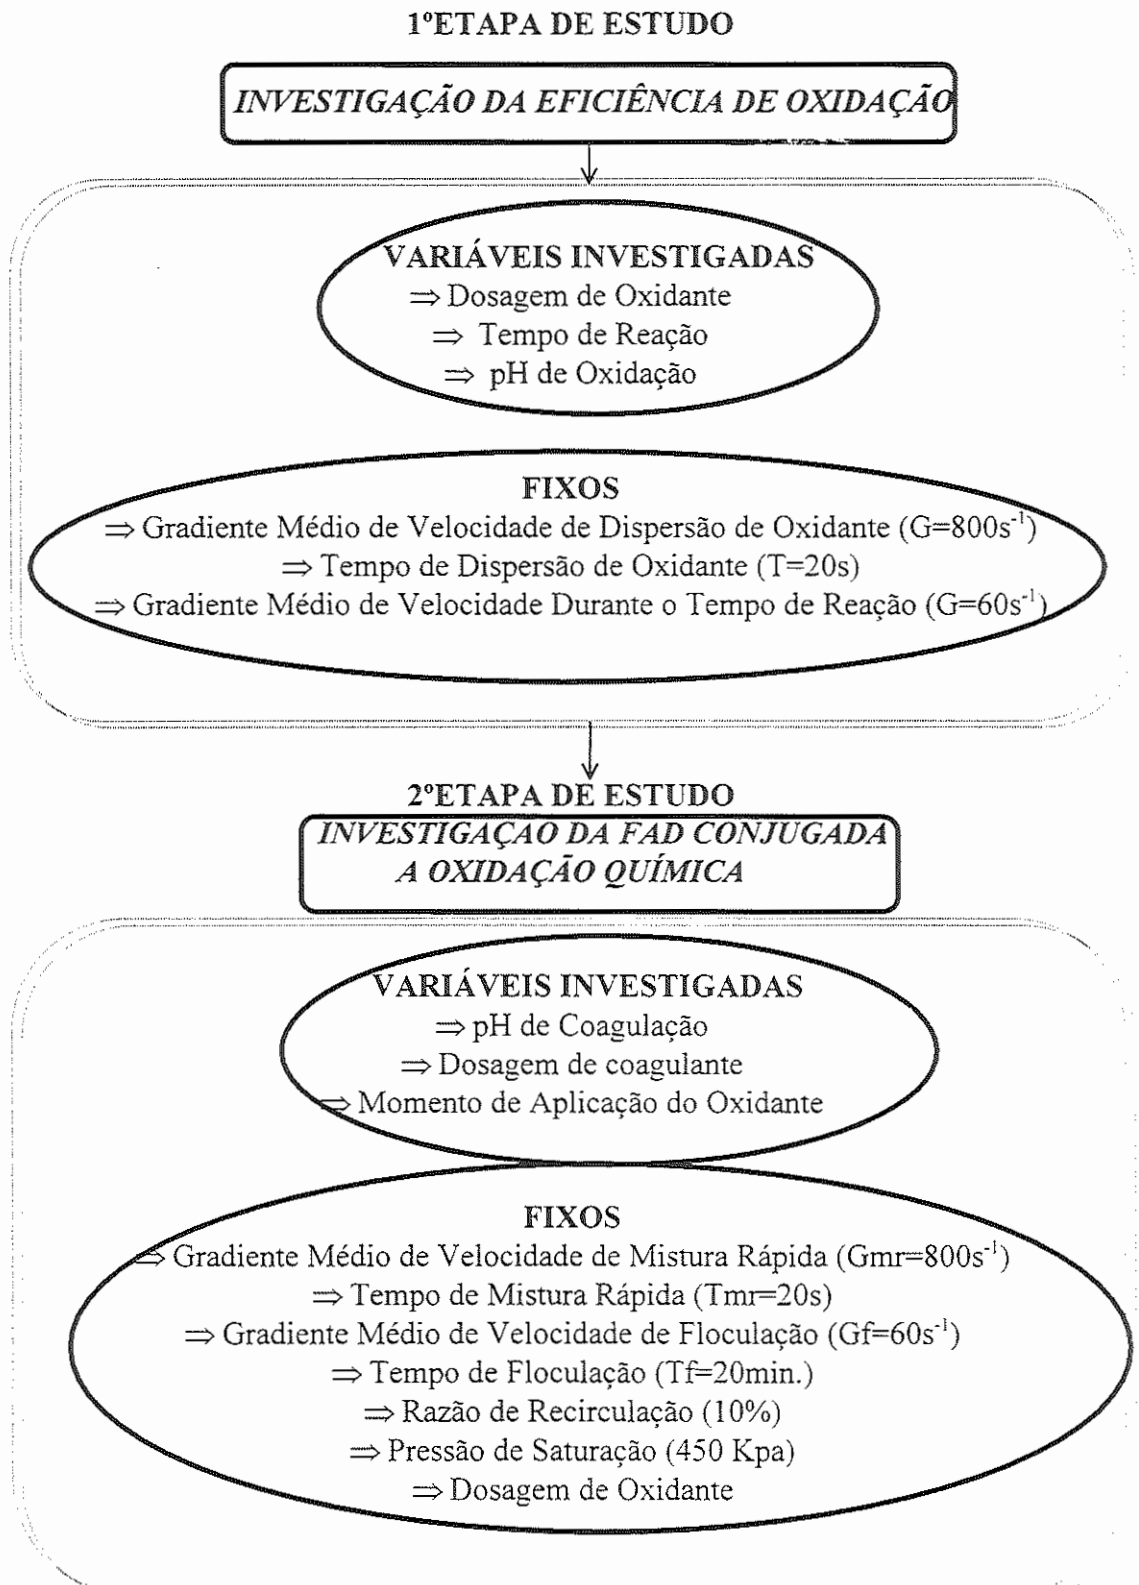 1ºETAPA DE ESTUDO
INVESTIGAÇÃO DA EFICIÊNCIA DE OXIDAÇÃO
VARIÁVEIS INVESTIGADAS
⇒ Dosagem de Oxidante
⇒ Tempo de Reação
⇒ pH de Oxidação
FIXOS
⇒ Gradiente Médio de Velocidade de Dispersão de Oxidante (G=800s⁻¹)
⇒ Tempo de Dispersão de Oxidante (T=20s)
⇒ Gradiente Médio de Velocidade Durante o Tempo de Reação (G=60s⁻¹)
2ºETAPA DE ESTUDO
INVESTIGAÇAO DA FAD CONJUGADA
A OXIDAÇÃO QUÍMICA
VARIÁVEIS INVESTIGADAS
⇒ pH de Coagulação
⇒ Dosagem de coagulante
⇒ Momento de Aplicação do Oxidante
FIXOS
⇒ Gradiente Médio de Velocidade de Mistura Rápida (Gmr=800s⁻¹)
⇒ Tempo de Mistura Rápida (Tmr=20s)
⇒ Gradiente Médio de Velocidade de Floculação (Gf=60s⁻¹)
⇒ Tempo de Floculação (Tf=20min.)
⇒ Razão de Recirculação (10%)
⇒ Pressão de Saturação (450 Kpa)
⇒ Dosagem de Oxidante